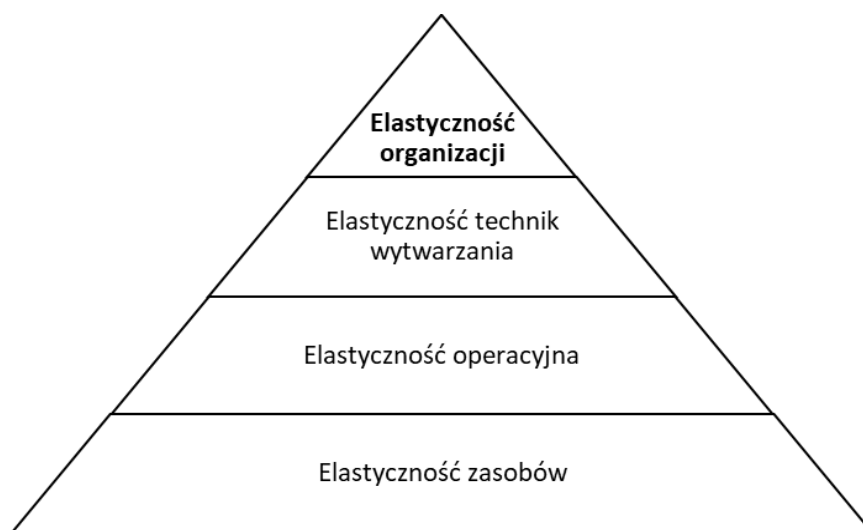 Elastyczność
organizacji
Elastyczność technik
wytwarzania
Elastyczność operacyjna
Elastyczność zasobów